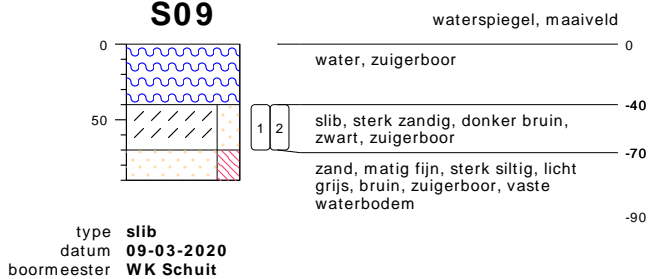 S09
waterspiegel, maaiveld
0
0
water, zuigerboor
-40
50
1
2
slib, sterk zandig, donker bruin,
zwart, zuigerboor
-70
zand, matig fijn, sterk siltig, licht
grijs, bruin, zuigerboor, vaste
waterbodem
-90
type slib
datum 09-03-2020
boormeester WK Schuit